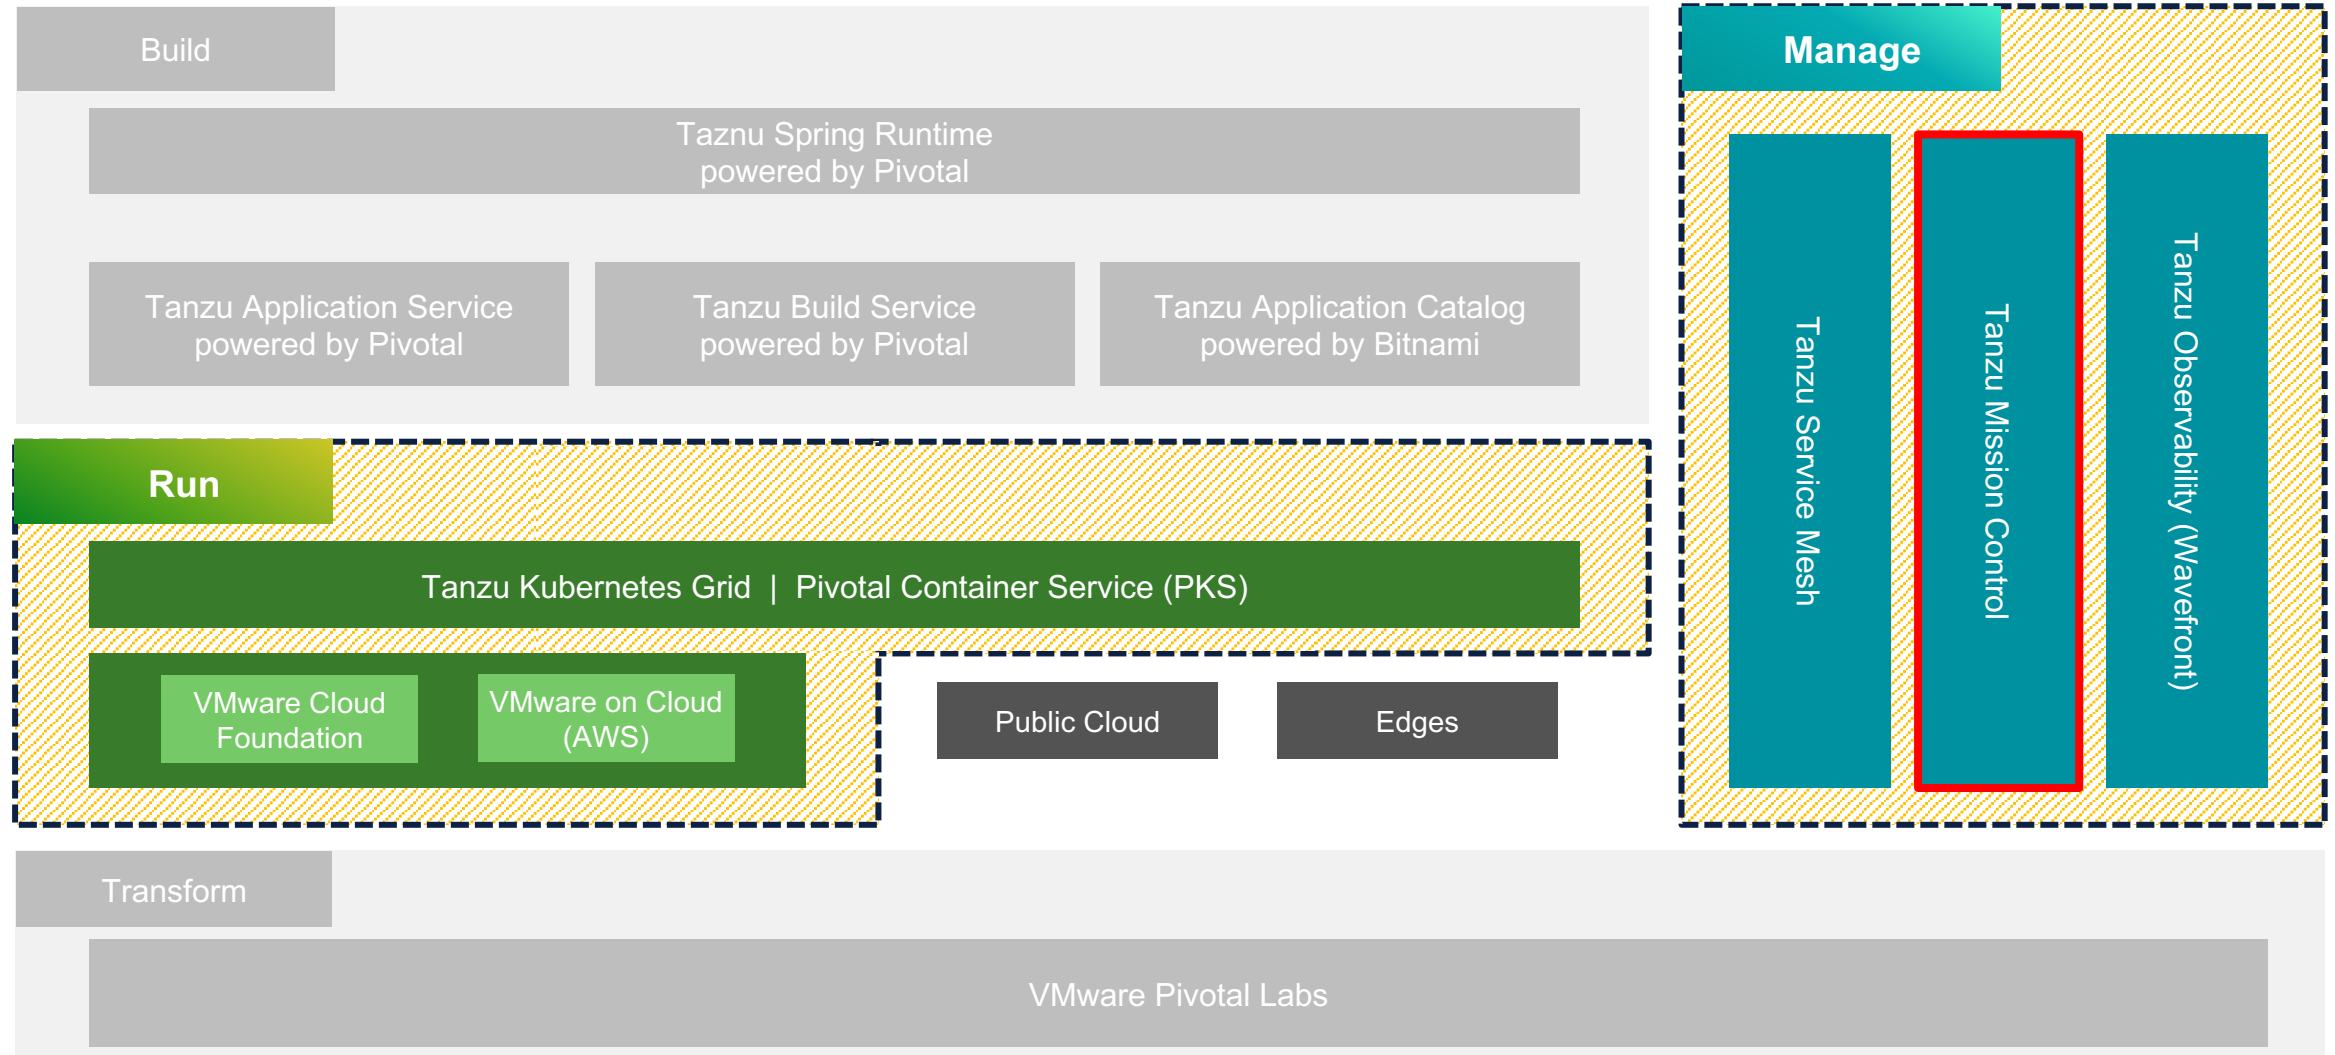 Build
Taznu Spring Runtime
powered by Pivotal
Tanzu Application Service
powered by Pivotal
Tanzu Build Service
powered by Pivotal
Tanzu Application Catalog
powered by Bitnami
Run
Tanzu Kubernetes Grid | Pivotal Container Service (PKS)
VMware Cloud
Foundation
VMware on Cloud
(AWS)
Public Cloud
Edges
Manage
Tanzu Service Mesh
Tanzu Mission Control
Tanzu Observability (Wavefront)
Transform
VMware Pivotal Labs